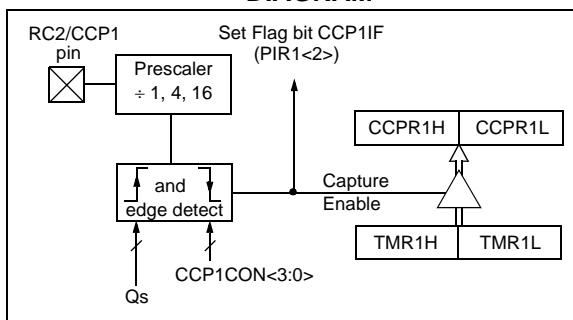 DIAGRAM
RC2/CCP1
pin
Set Flag bit CCP1IF
(PIR1<2>)
Prescaler
÷ 1, 4, 16
CCPR1H
CCPR1L
and
edge detect
Capture
Enable
TMR1H
TMR1L
CCP1CON<3:0>
Qs